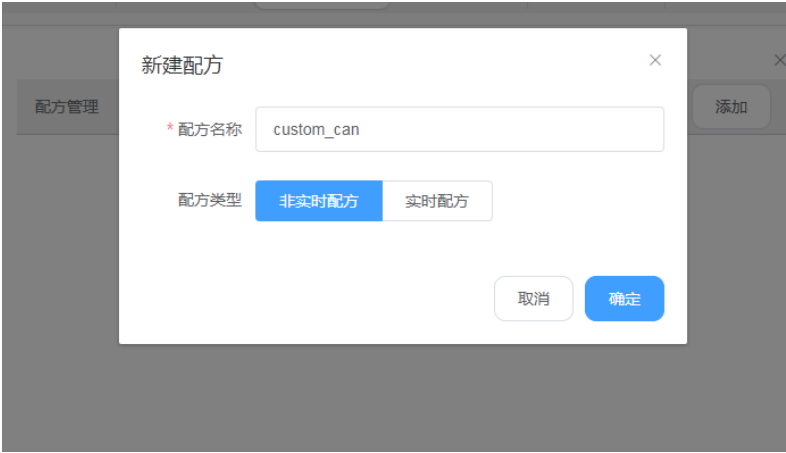 新建配方
配方管理
添加
* 配方名称 custom_can
配方类型 非实时配方 实时配方
取消 确定